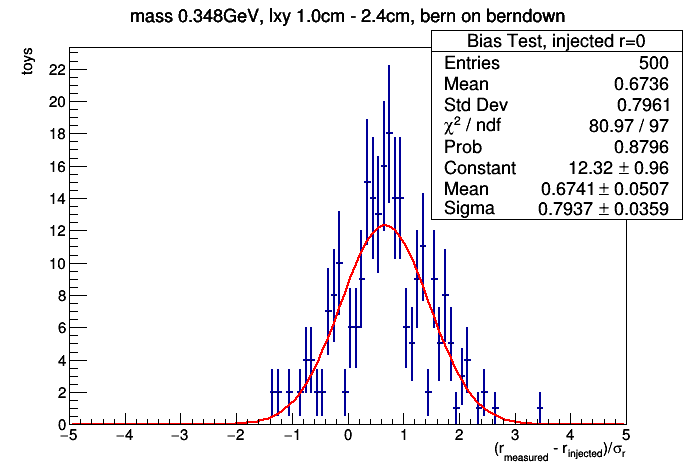 mass 0.348GeV, lxy 1.0cm - 2.4cm, bern on berndown
Bias Test, injected r=0
Entries 500
Mean 0.6736
Std Dev 0.7961
χ² / ndf 80.97 / 97
Prob 0.8796
Constant 12.32 ± 0.96
Mean 0.6741 ± 0.0507
Sigma 0.7937 ± 0.0359
toys
22
20
18
16
14
12
10
8
6
4
2
0
−5 −4 −3 −2 −1 0 1 2 3 4 5
(r_measured - r_injected)/σ_r